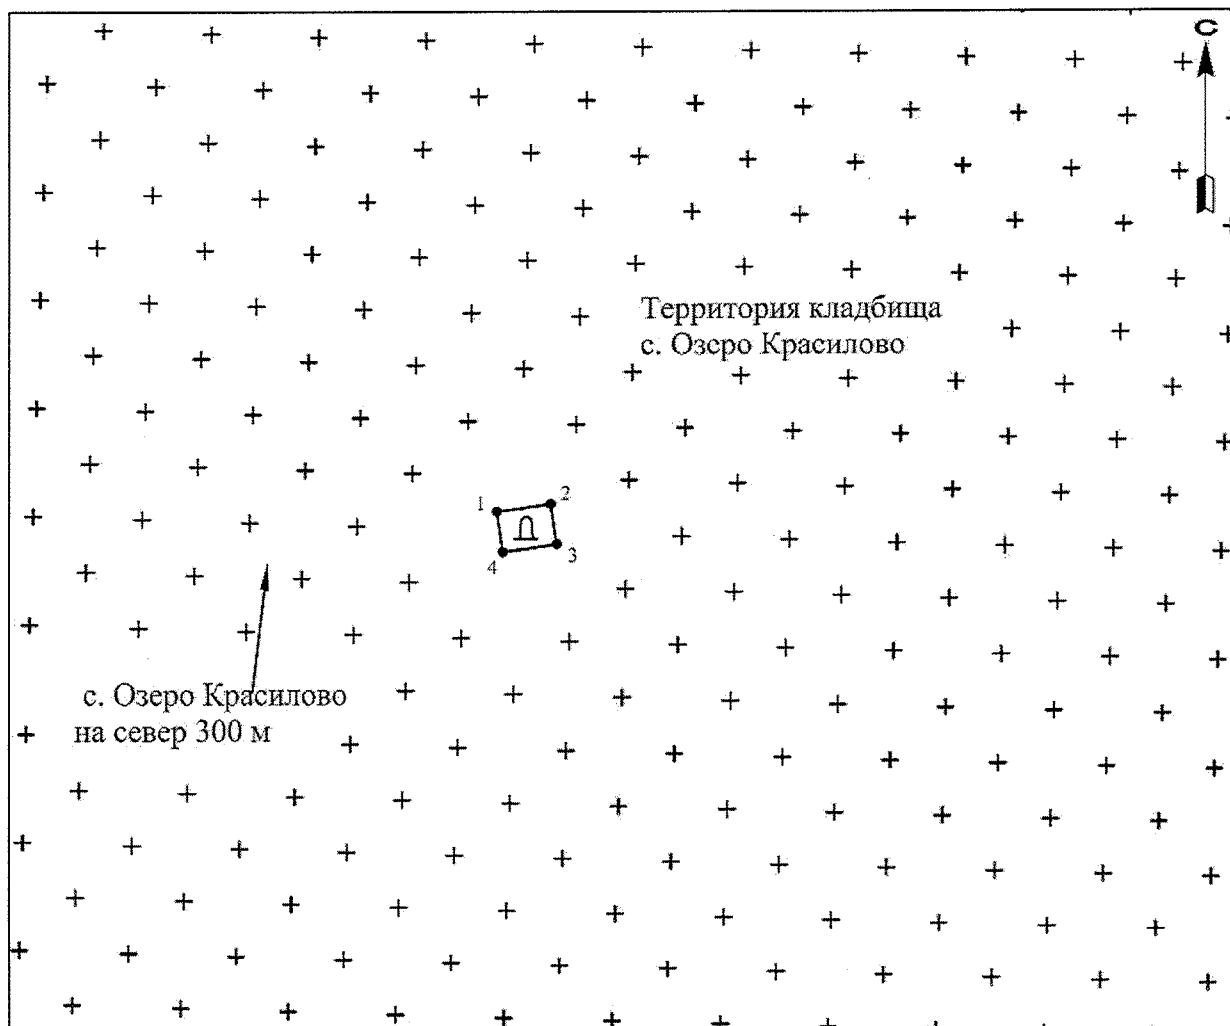 С
Территория кладбища
с. Озеро Красилово
1
2
3
4
с. Озеро Красилово
на север 300 м